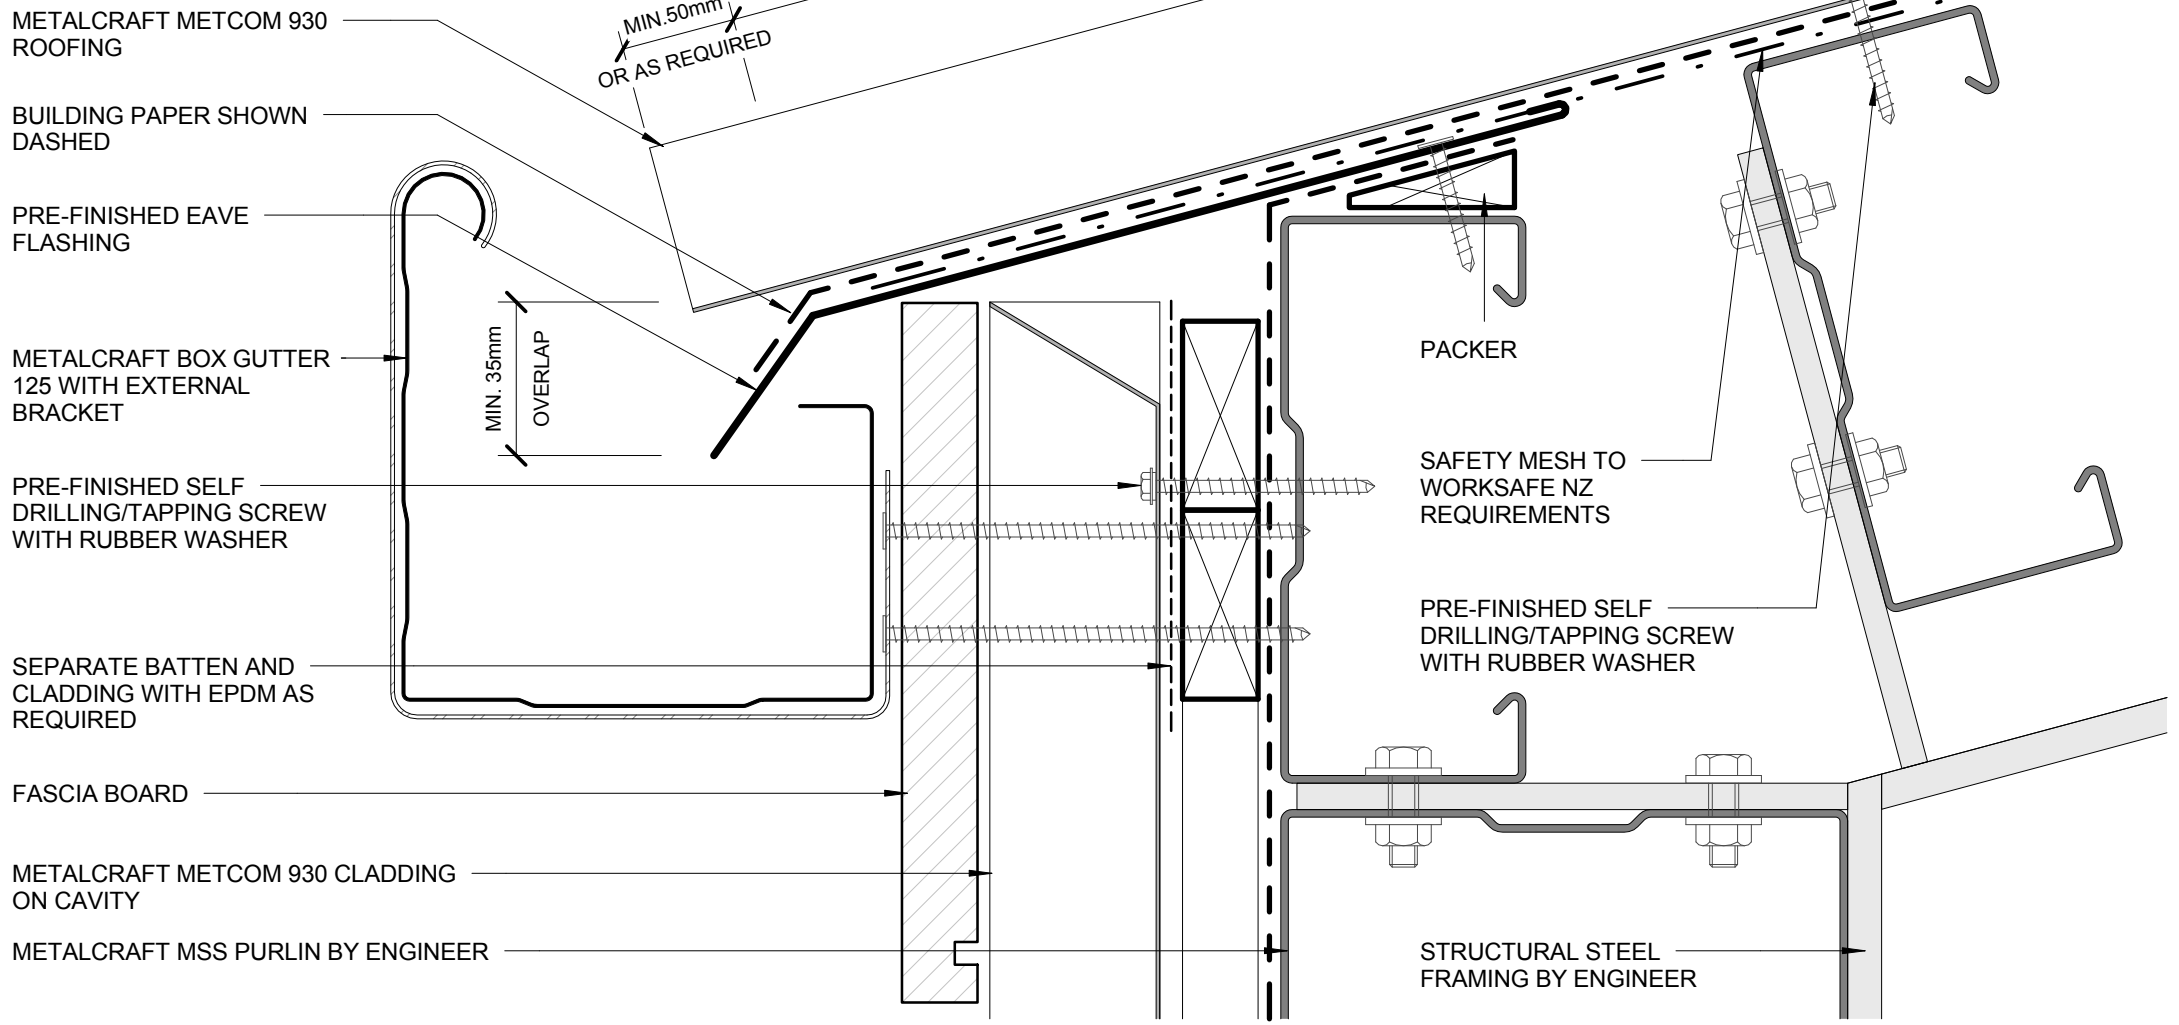 METALCRAFT METCOM 930
ROOFING
MIN.50mm
OR AS REQUIRED
BUILDING PAPER SHOWN
DASHED
PRE-FINISHED EAVE
FLASHING
METALCRAFT BOX GUTTER
125 WITH EXTERNAL
BRACKET
MIN. 35mm
OVERLAP
PRE-FINISHED SELF
DRILLING/TAPPING SCREW
WITH RUBBER WASHER
SEPARATE BATTEN AND
CLADDING WITH EPDM AS
REQUIRED
FASCIA BOARD
METALCRAFT METCOM 930 CLADDING
ON CAVITY
METALCRAFT MSS PURLIN BY ENGINEER
PACKER
SAFETY MESH TO
WORKSAFE NZ
REQUIREMENTS
PRE-FINISHED SELF
DRILLING/TAPPING SCREW
WITH RUBBER WASHER
STRUCTURAL STEEL
FRAMING BY ENGINEER